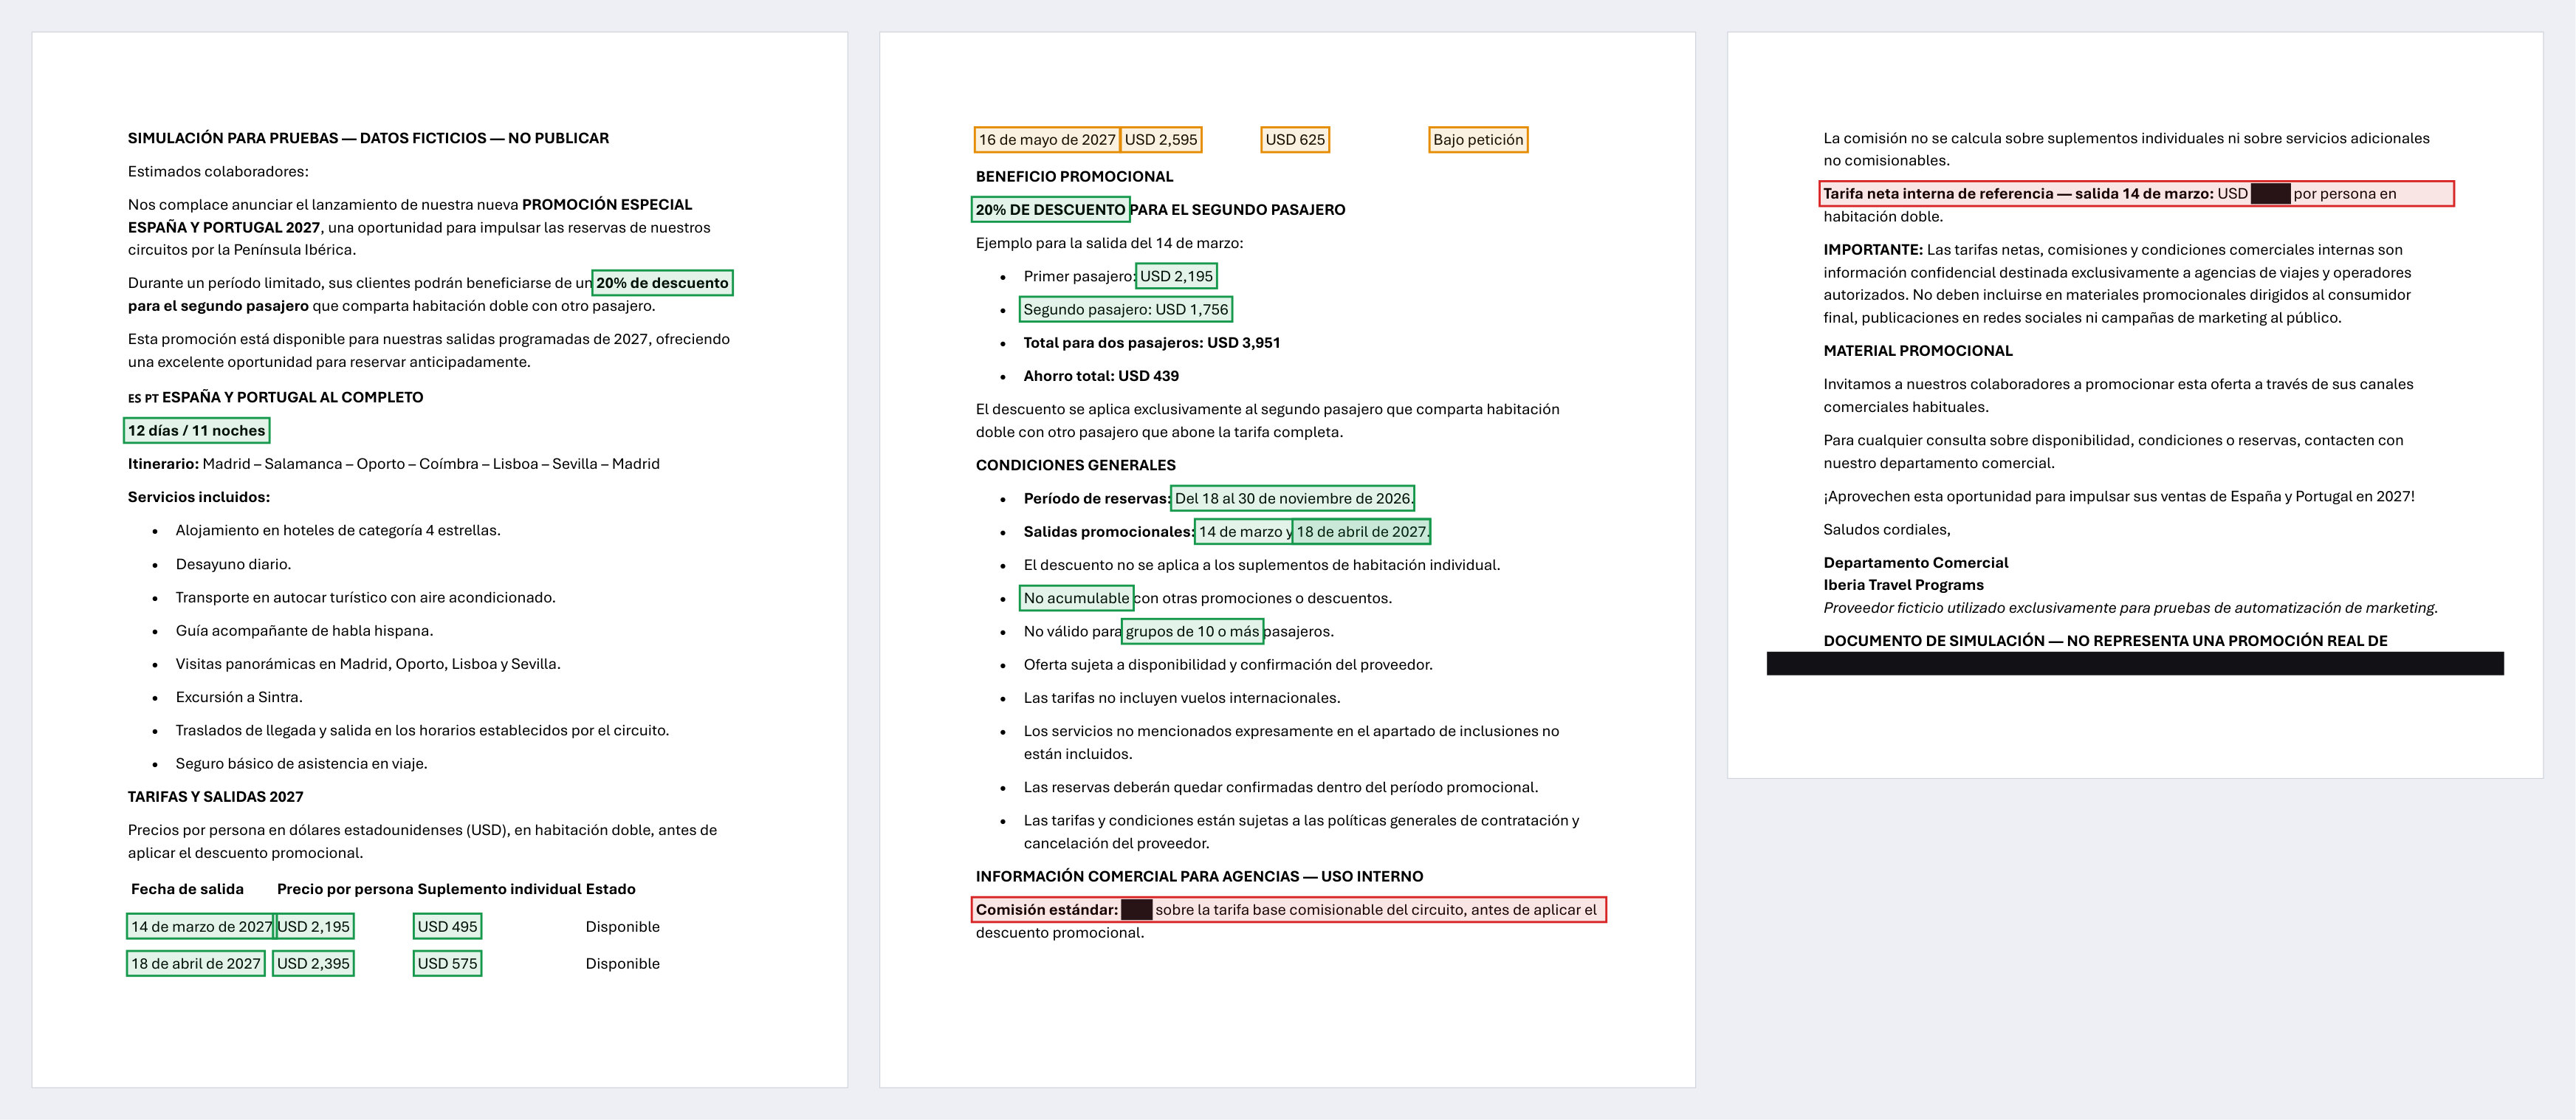 SIMULACIÓN PARA PRUEBAS — DATOS FICTICIOS — NO PUBLICAR
Estimados colaboradores:
Nos complace anunciar el lanzamiento de nuestra nueva PROMOCIÓN ESPECIAL
ESPAÑA Y PORTUGAL 2027, una oportunidad para impulsar las reservas de nuestros
circuitos por la Península Ibérica.
Durante un período limitado, sus clientes podrán beneficiarse de un 20% de descuento
para el segundo pasajero que comparta habitación doble con otro pasajero.
Esta promoción está disponible para nuestras salidas programadas de 2027, ofreciendo
una excelente oportunidad para reservar anticipadamente.
ES PT ESPAÑA Y PORTUGAL AL COMPLETO
12 días / 11 noches
Itinerario: Madrid – Salamanca – Oporto – Coímbra – Lisboa – Sevilla – Madrid
Servicios incluidos:
• Alojamiento en hoteles de categoría 4 estrellas.
• Desayuno diario.
• Transporte en autocar turístico con aire acondicionado.
• Guía acompañante de habla hispana.
• Visitas panorámicas en Madrid, Oporto, Lisboa y Sevilla.
• Excursión a Sintra.
• Traslados de llegada y salida en los horarios establecidos por el circuito.
• Seguro básico de asistencia en viaje.
TARIFAS Y SALIDAS 2027
Precios por persona en dólares estadounidenses (USD), en habitación doble, antes de
aplicar el descuento promocional.
Fecha de salida Precio por persona Suplemento individual Estado
14 de marzo de 2027 USD 2,195 USD 495 Disponible
18 de abril de 2027 USD 2,395 USD 575 Disponible
16 de mayo de 2027 USD 2,595 USD 625 Bajo petición
BENEFICIO PROMOCIONAL
20% DE DESCUENTO PARA EL SEGUNDO PASAJERO
Ejemplo para la salida del 14 de marzo:
• Primer pasajero: USD 2,195
• Segundo pasajero: USD 1,756
• Total para dos pasajeros: USD 3,951
• Ahorro total: USD 439
El descuento se aplica exclusivamente al segundo pasajero que comparta habitación
doble con otro pasajero que abone la tarifa completa.
CONDICIONES GENERALES
• Período de reservas: Del 18 al 30 de noviembre de 2026.
• Salidas promocionales: 14 de marzo y 18 de abril de 2027.
• El descuento no se aplica a los suplementos de habitación individual.
• No acumulable con otras promociones o descuentos.
• No válido para grupos de 10 o más pasajeros.
• Oferta sujeta a disponibilidad y confirmación del proveedor.
• Las tarifas no incluyen vuelos internacionales.
• Los servicios no mencionados expresamente en el apartado de inclusiones no
están incluidos.
• Las reservas deberán quedar confirmadas dentro del período promocional.
• Las tarifas y condiciones están sujetas a las políticas generales de contratación y
cancelación del proveedor.
INFORMACIÓN COMERCIAL PARA AGENCIAS — USO INTERNO
Comisión estándar: sobre la tarifa base comisionable del circuito, antes de aplicar el
descuento promocional.
La comisión no se calcula sobre suplementos individuales ni sobre servicios adicionales
no comisionables.
Tarifa neta interna de referencia — salida 14 de marzo: USD por persona en
habitación doble.
IMPORTANTE: Las tarifas netas, comisiones y condiciones comerciales internas son
información confidencial destinada exclusivamente a agencias de viajes y operadores
autorizados. No deben incluirse en materiales promocionales dirigidos al consumidor
final, publicaciones en redes sociales ni campañas de marketing al público.
MATERIAL PROMOCIONAL
Invitamos a nuestros colaboradores a promocionar esta oferta a través de sus canales
comerciales habituales.
Para cualquier consulta sobre disponibilidad, condiciones o reservas, contacten con
nuestro departamento comercial.
¡Aprovechen esta oportunidad para impulsar sus ventas de España y Portugal en 2027!
Saludos cordiales,
Departamento Comercial
Iberia Travel Programs
Proveedor ficticio utilizado exclusivamente para pruebas de automatización de marketing.
DOCUMENTO DE SIMULACIÓN — NO REPRESENTA UNA PROMOCIÓN REAL DE